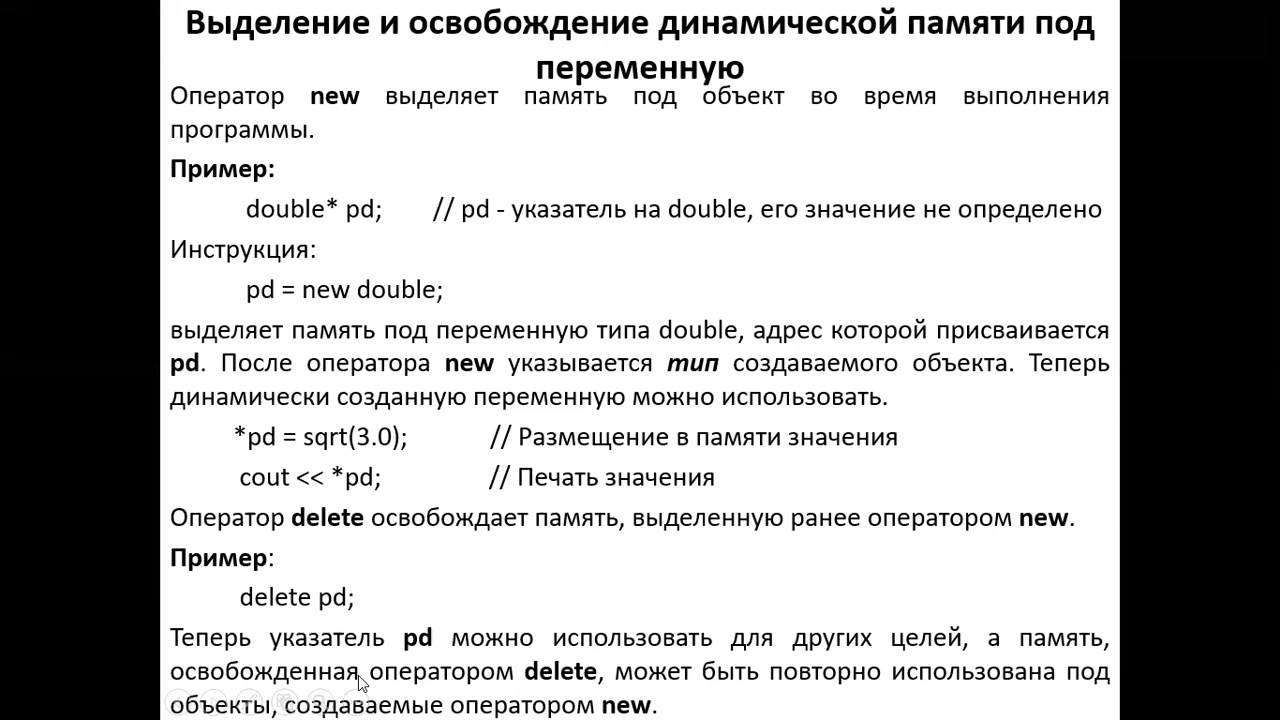 Выделение и освобождение динамической памяти под
переменную
Оператор new выделяет память под объект во время выполнения
программы.
Пример:
double* pd; // pd - указатель на double, его значение не определено
Инструкция:
pd = new double;
выделяет память под переменную типа double, адрес которой присваивается
pd. После оператора new указывается тип создаваемого объекта. Теперь
динамически созданную переменную можно использовать.
*pd = sqrt(3.0); // Размещение в памяти значения
cout << *pd; // Печать значения
Оператор delete освобождает память, выделенную ранее оператором new.
Пример:
delete pd;
Теперь указатель pd можно использовать для других целей, а память,
освобожденная оператором delete, может быть повторно использована под
объекты, создаваемые оператором new.